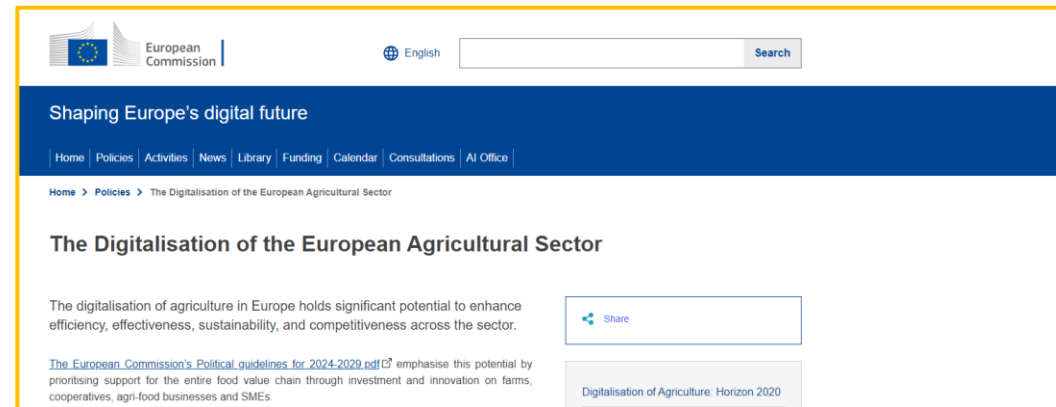 European
Commission
English
Search
Shaping Europe's digital future
Home Policies Activities News Library Funding Calendar Consultations AI Office
Home > Policies > The Digitalisation of the European Agricultural Sector
The Digitalisation of the European Agricultural Sector
The digitalisation of agriculture in Europe holds significant potential to enhance
efficiency, effectiveness, sustainability, and competitiveness across the sector.
Share
The European Commission's Political guidelines for 2024-2029.pdf emphasise this potential by
prioritising support for the entire food value chain through investment and innovation on farms,
cooperatives, agri-food businesses and SMEs.
Digitalisation of Agriculture: Horizon 2020